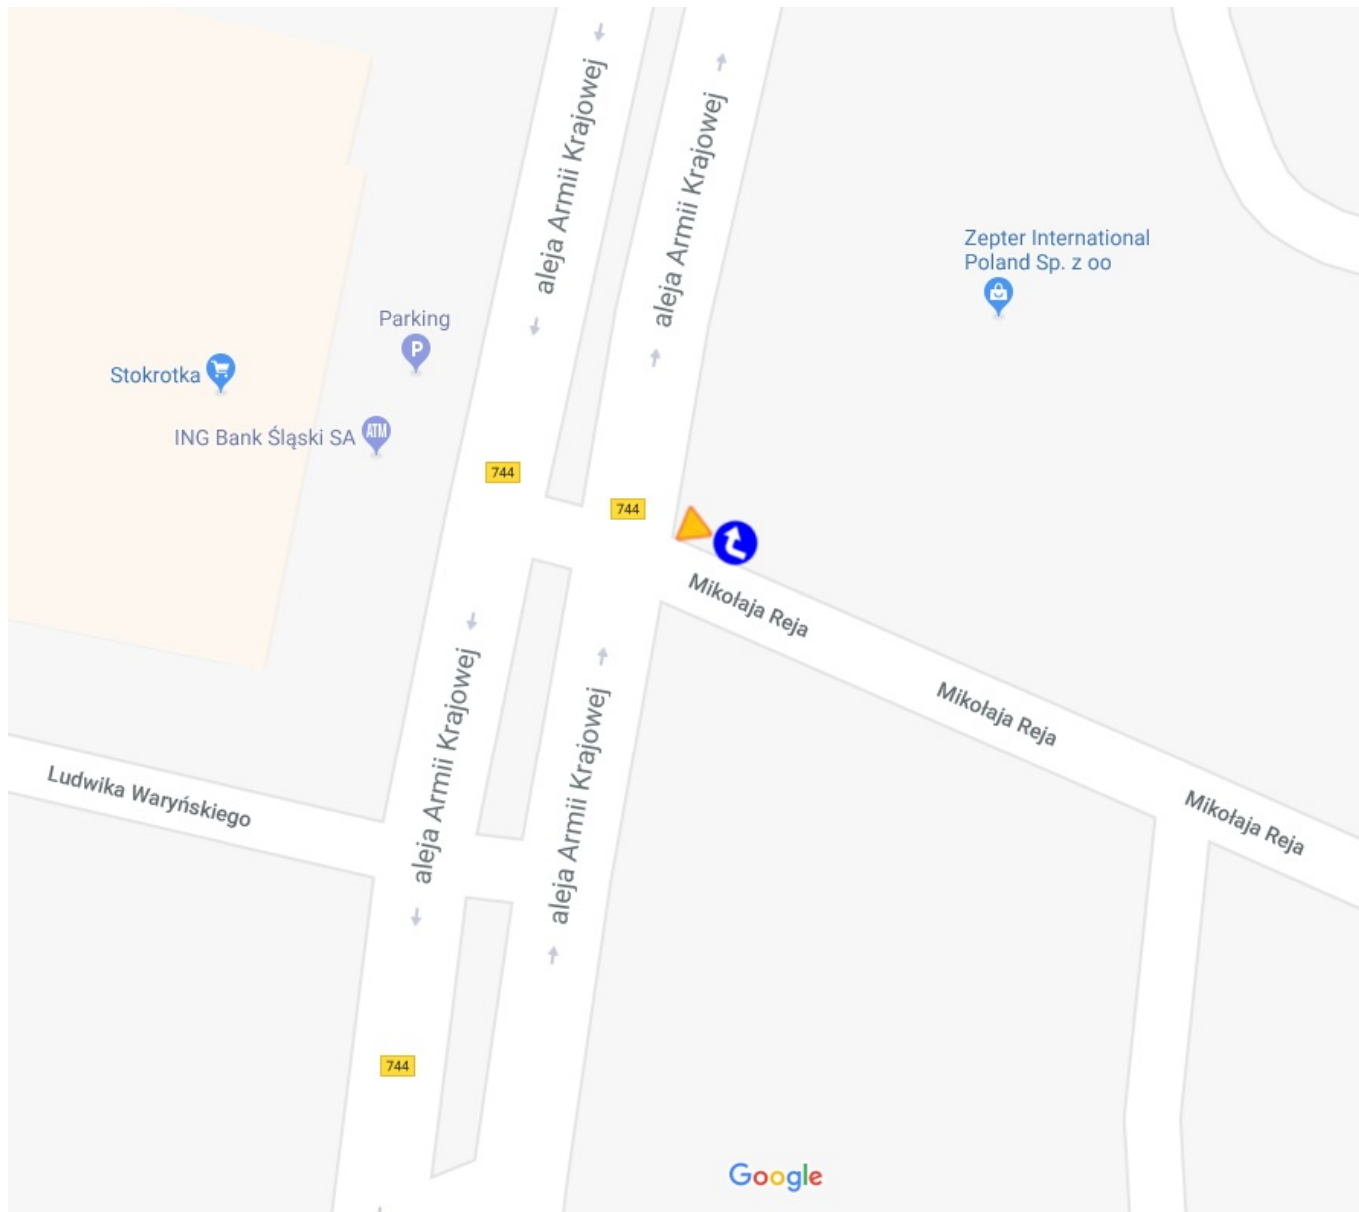 aleja Armii Krajowej
aleja Armii Krajowej
Zepter International
Poland Sp. z oo
Parking
P
Stokrotka
ING Bank Śląski SA
ATM
744
744
Mikołaja Reja
Mikołaja Reja
Mikołaja Reja
aleja Armii Krajowej
aleja Armii Krajowej
Ludwika Waryńskiego
744
Google